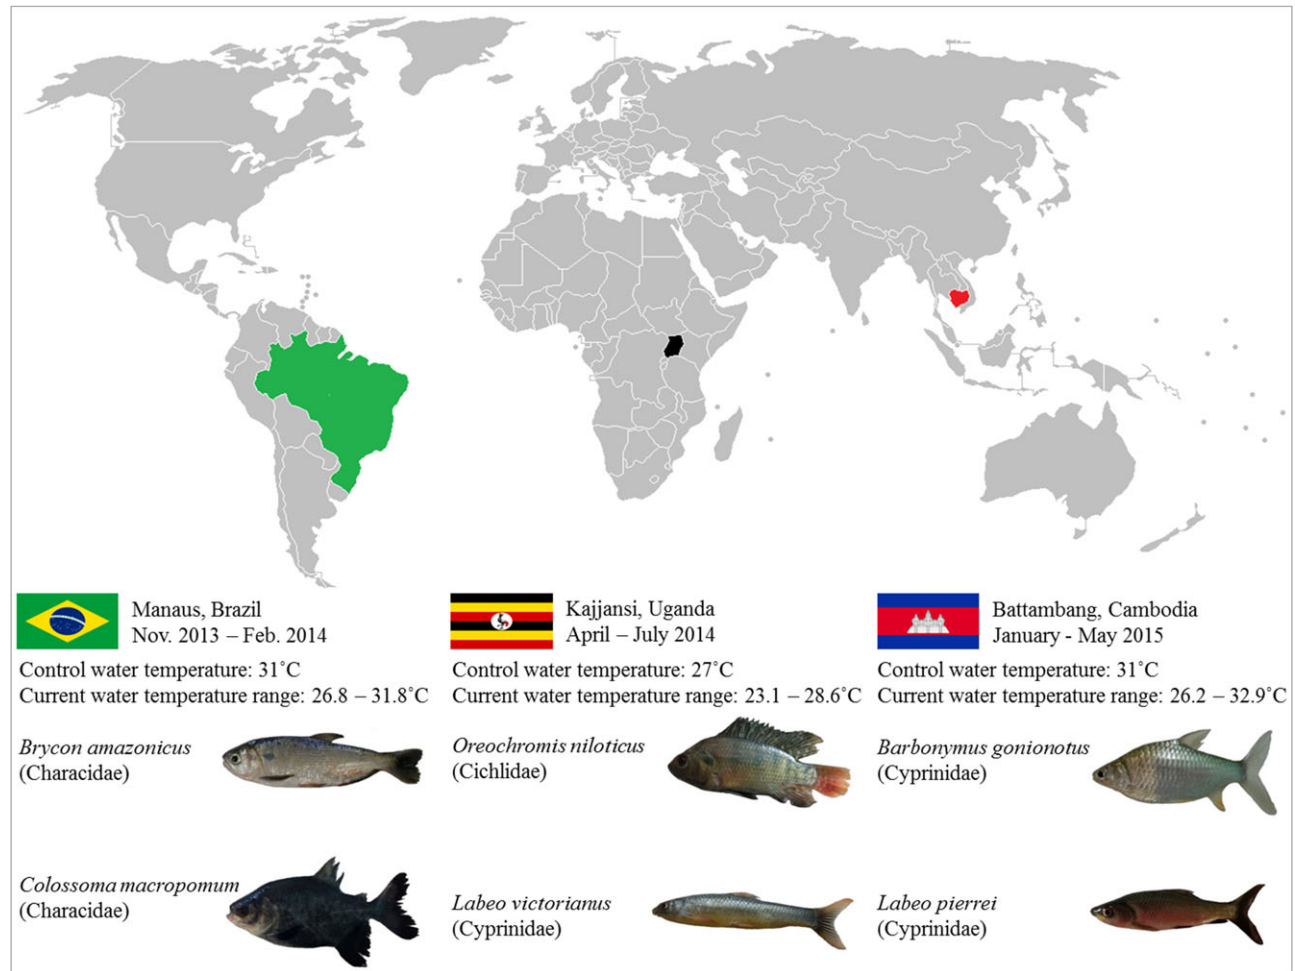 Manaus, Brazil
Nov. 2013 – Feb. 2014
Control water temperature: 31˚C
Current water temperature range: 26.8 – 31.8˚C
Brycon amazonicus
(Characidae)
Colossoma macropomum
(Characidae)
Kajjansi, Uganda
April – July 2014
Control water temperature: 27˚C
Current water temperature range: 23.1 – 28.6˚C
Oreochromis niloticus
(Cichlidae)
Labeo victorianus
(Cyprinidae)
Battambang, Cambodia
January - May 2015
Control water temperature: 31˚C
Current water temperature range: 26.2 – 32.9˚C
Barbonymus gonionotus
(Cyprinidae)
Labeo pierrei
(Cyprinidae)